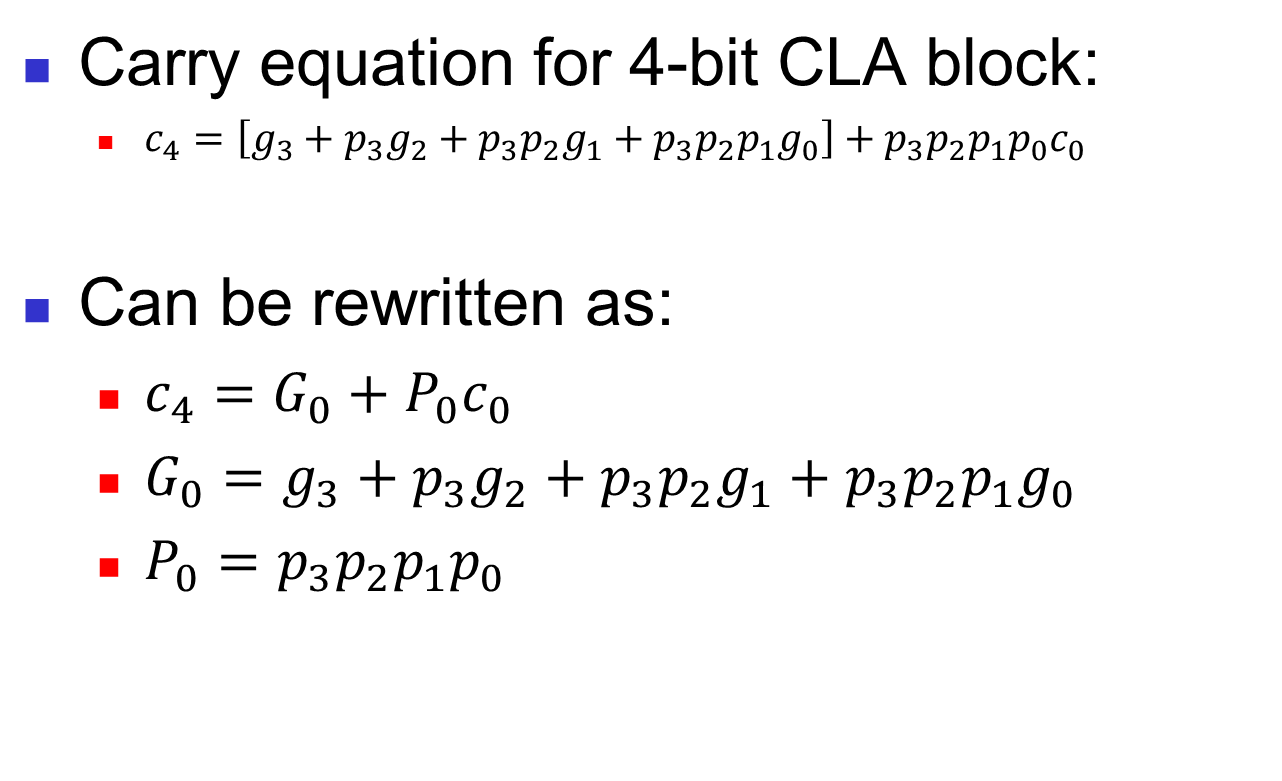 Carry equation for 4-bit CLA block:
c₄ = [g₃ + p₃g₂ + p₃p₂g₁ + p₃p₂p₁g₀] + p₃p₂p₁p₀c₀
Can be rewritten as:
c₄ = G₀ + P₀c₀
G₀ = g₃ + p₃g₂ + p₃p₂g₁ + p₃p₂p₁g₀
P₀ = p₃p₂p₁p₀